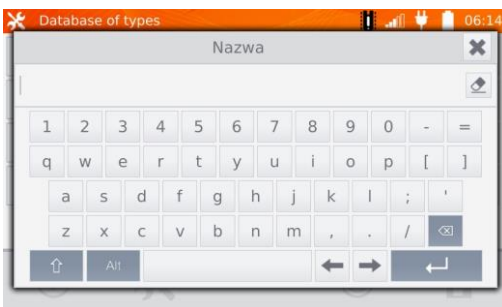 Database of types 06:14
Nazwa
1 2 3 4 5 6 7 8 9 0 - =
q w e r t y u i o p [ ]
a s d f g h j k l ; '
z x c v b n m , . /
Alt